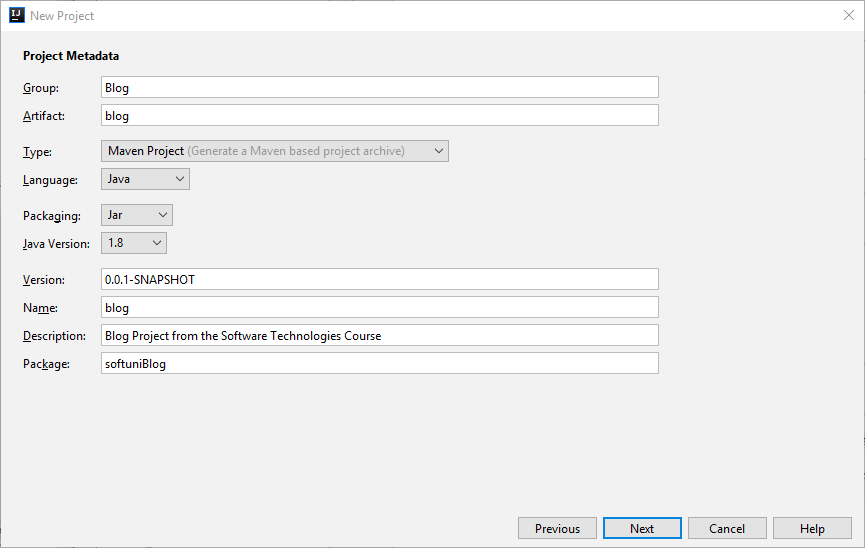 IJ New Project
Project Metadata
Group: Blog
Artifact: blog
Type: Maven Project (Generate a Maven based project archive)
Language: Java
Packaging: Jar
Java Version: 1.8
Version: 0.0.1-SNAPSHOT
Name: blog
Description: Blog Project from the Software Technologies Course
Package: softuniBlog
Previous Next Cancel Help